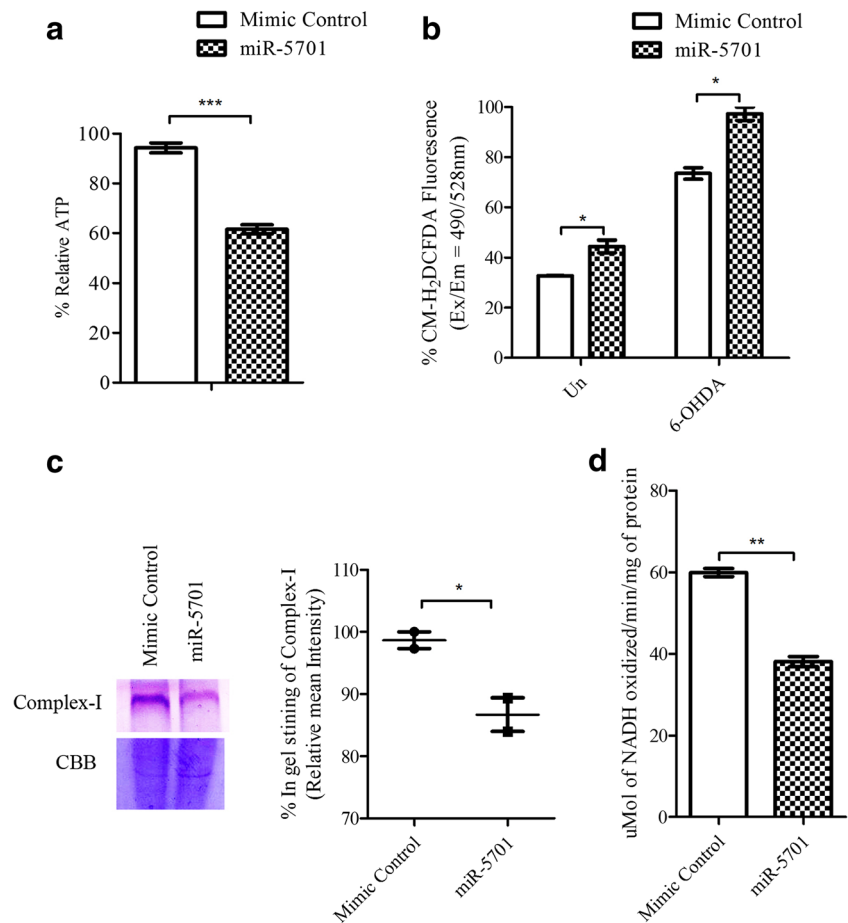 a
Mimic Control
miR-5701
***
% Relative ATP
100
80
60
40
20
0
b
Mimic Control
miR-5701
*
*
% CM-H₂DCFDA Fluoresence
(Ex/Em = 490/528nm)
100
80
60
40
20
0
Un
6-OHDA
c
Mimic Control
miR-5701
Complex-I
CBB
% In gel stining of Complex-I
(Relative mean Intensity)
110
100
90
80
70
*
Mimic Control
miR-5701
d
uMol of NADH oxidized/min/mg of protein
80
60
40
20
0
**
Mimic Control
miR-5701